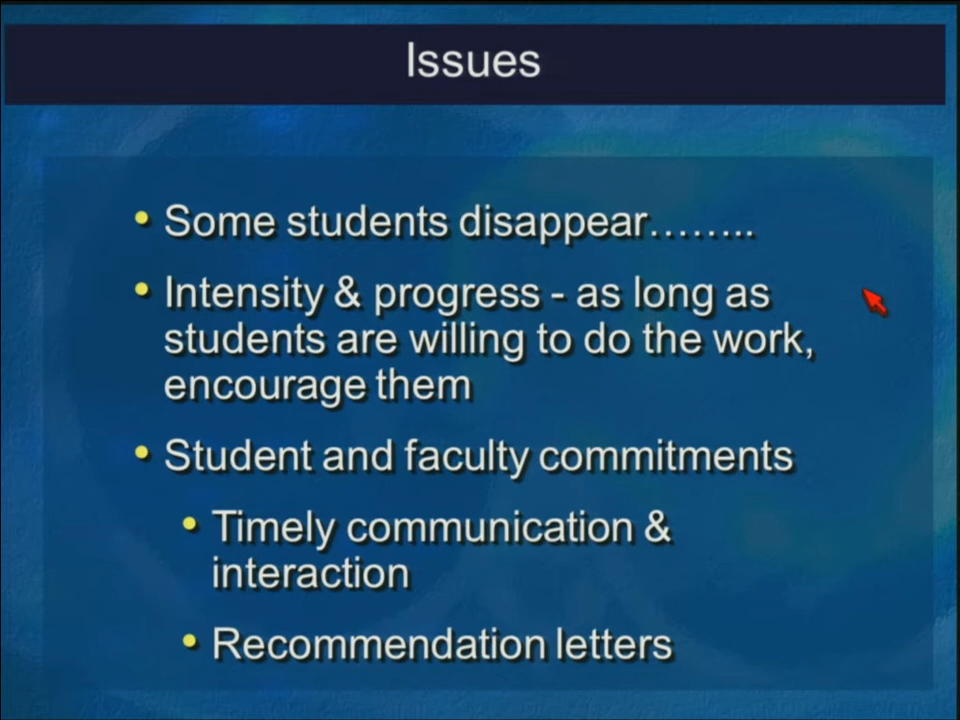 Issues
• Some students disappear……..
• Intensity & progress - as long as
students are willing to do the work,
encourage them
• Student and faculty commitments
• Timely communication &
interaction
• Recommendation letters